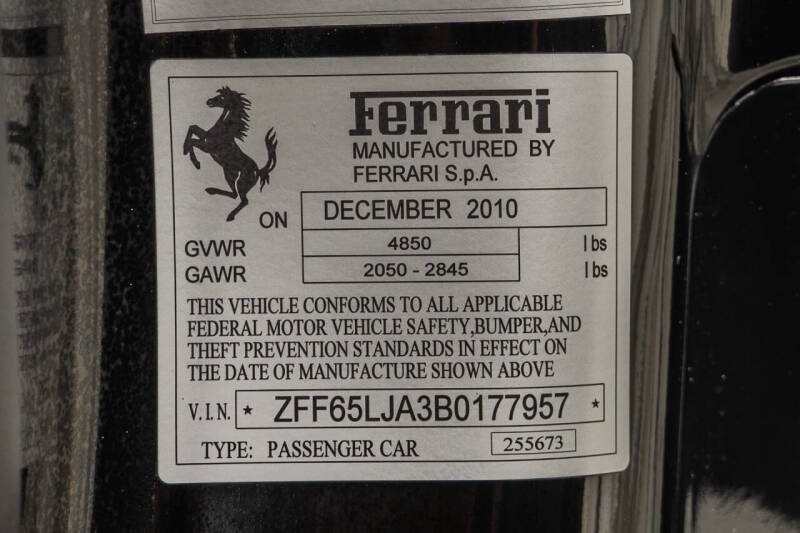 Ferrari
MANUFACTURED BY
FERRARI S.p.A.
ON DECEMBER 2010
GVWR 4850 lbs
GAWR 2050 - 2845 lbs
THIS VEHICLE CONFORMS TO ALL APPLICABLE
FEDERAL MOTOR VEHICLE SAFETY,BUMPER,AND
THEFT PREVENTION STANDARDS IN EFFECT ON
THE DATE OF MANUFACTURE SHOWN ABOVE
V.I.N. * ZFF65LJA3B0177957 *
TYPE: PASSENGER CAR 255673